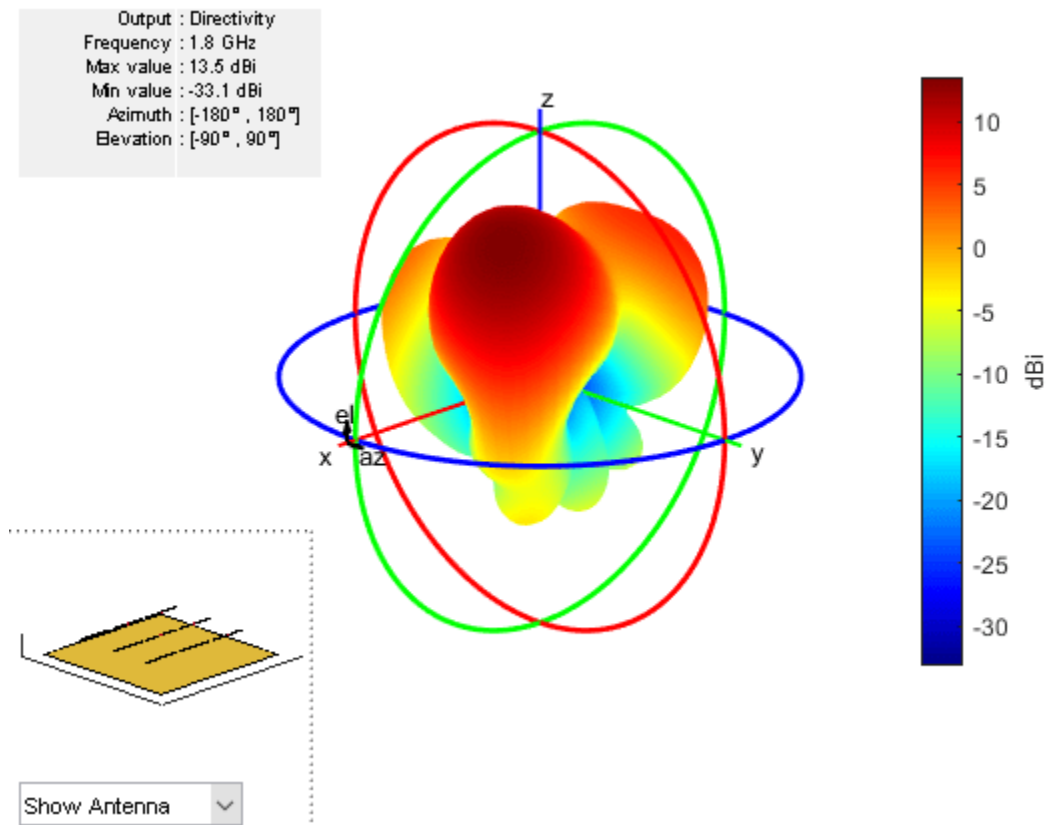 Output : Directivity
Frequency : 1.8 GHz
Max value : 13.5 dBi
Min value : -33.1 dBi
Azimuth : [-180° , 180°]
Elevation : [-90° , 90°]
z
x
y
el
az
10
5
0
-5
-10
-15
-20
-25
-30
dBi
Show Antenna